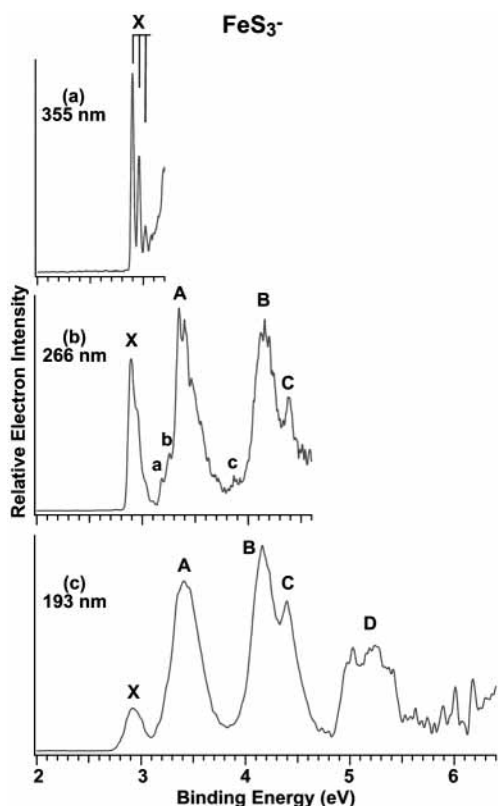 FeS₃⁻
X
(a)
355 nm
A
B
X
(b)
266 nm
C
b
a
c
B
(c)
193 nm
A
C
D
X
Relative Electron Intensity
2 3 4 5 6
Binding Energy (eV)